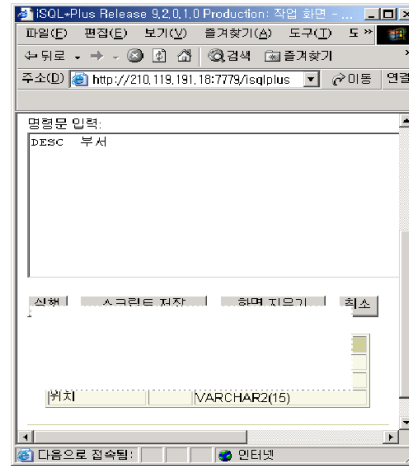 iSQL*Plus Release 9.2.0.1.0 Production: 작업 화면 - ...
파일(F) 편집(E) 보기(V) 즐겨찾기(A) 도구(T) 도 »
뒤로 검색 즐겨찾기 »
주소(D) http://210.119.191.18:7779/isqlplus 이동 연결
명령문 입력:
DESC 부서
실행 스크립트 저장 화면 지우기 취소
위치 VARCHAR2(15)
다음으로 접속됨: 인터넷